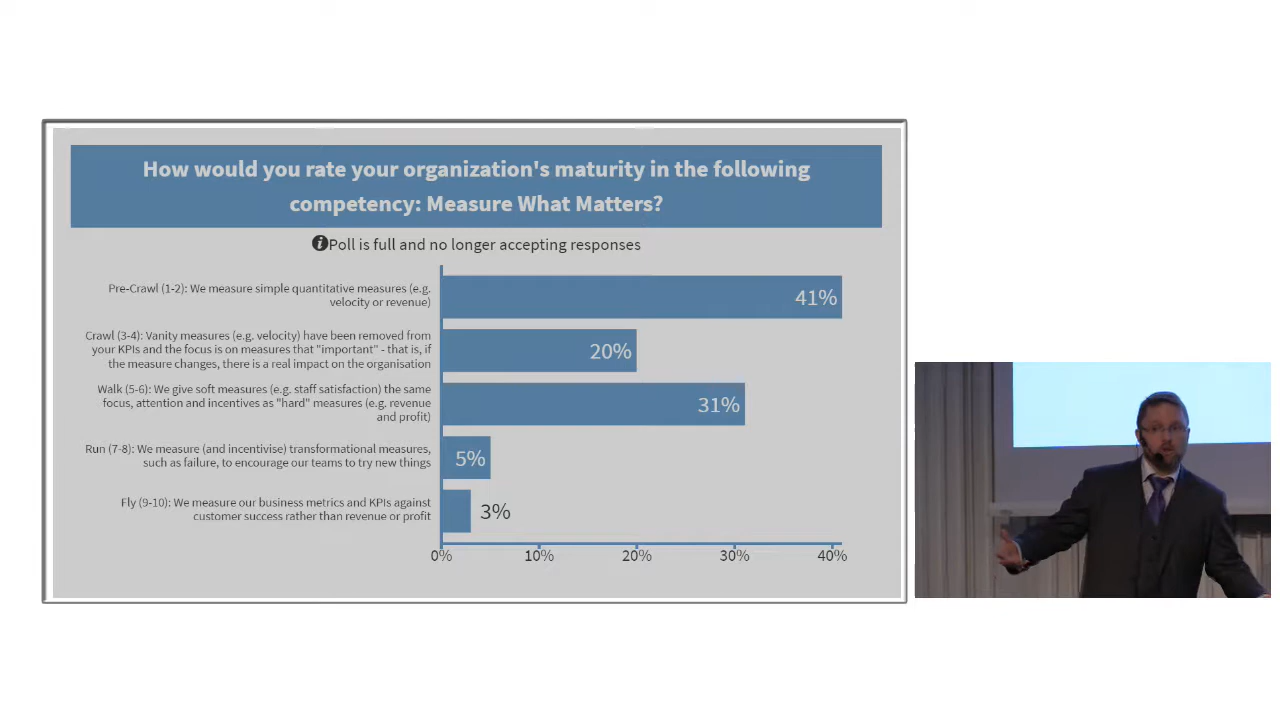 How would you rate your organization's maturity in the following
competency: Measure What Matters?
Poll is full and no longer accepting responses
Pre-Crawl (1-2): We measure simple quantitative measures (e.g.
velocity or revenue)
41%
Crawl (3-4): Vanity measures (e.g. velocity) have been removed from
your KPIs and the focus is on measures that "important" - that is, if
the measure changes, there is a real impact on the organisation
20%
Walk (5-6): We give soft measures (e.g. staff satisfaction) the same
focus, attention and incentives as "hard" measures (e.g. revenue
and profit)
31%
Run (7-8): We measure (and incentivise) transformational measures,
such as failure, to encourage our teams to try new things
5%
Fly (9-10): We measure our business metrics and KPIs against
customer success rather than revenue or profit
3%
0% 10% 20% 30% 40%